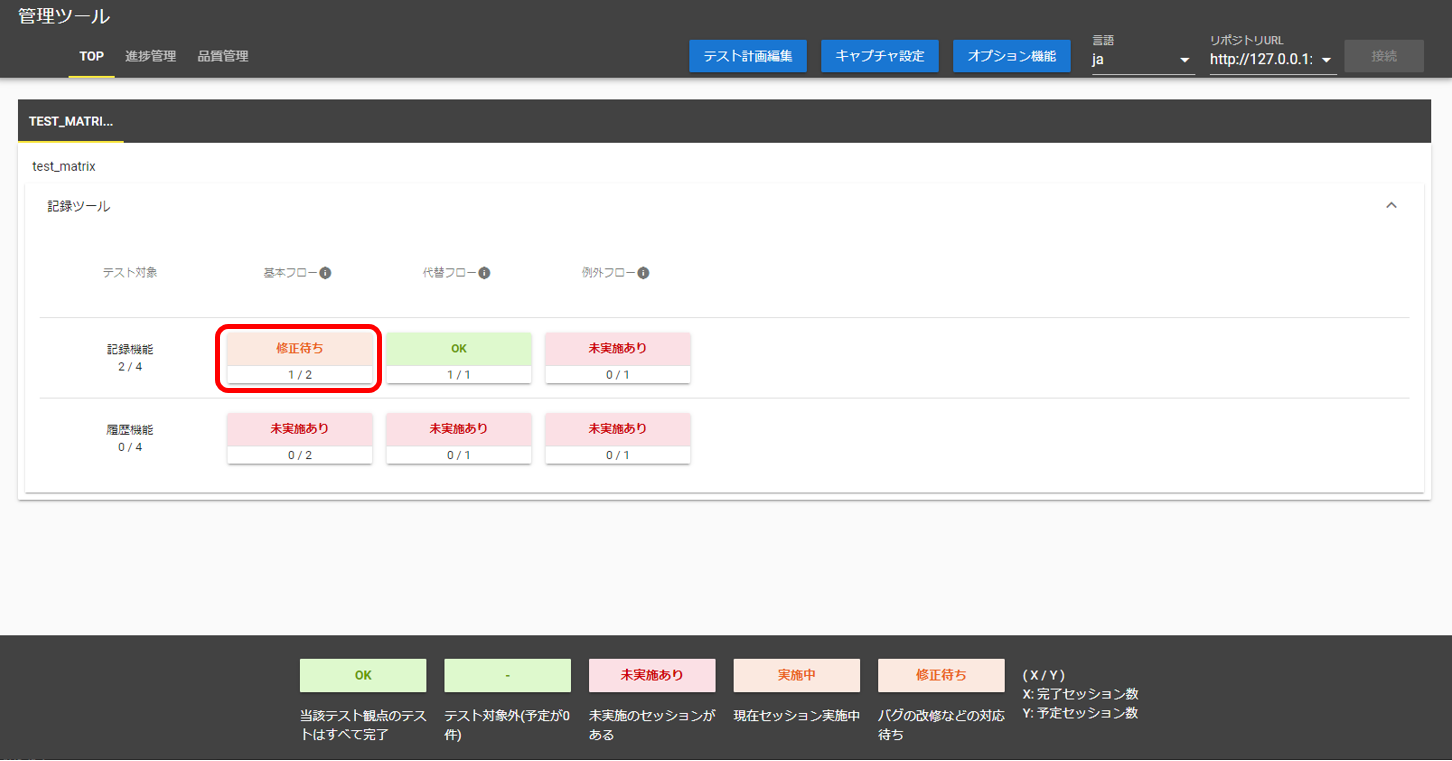 管理ツール
TOP 進捗管理 品質管理 テスト計画編集 キャプチャ設定 オプション機能 言語 ja リポジトリURL http://127.0.0.1: 接続
TEST_MATRI...
test_matrix
記録ツール
テスト対象 基本フロー 代替フロー 例外フロー
記録機能 修正待ち OK 未実施あり
2 / 4 1 / 2 1 / 1 0 / 1
履歴機能 未実施あり 未実施あり 未実施あり
0 / 4 0 / 2 0 / 1 0 / 1
OK - 未実施あり 実施中 修正待ち ( X / Y )
X: 完了セッション数
Y: 予定セッション数
当該テスト観点のテス
トはすべて完了
テスト対象外(予定が0
件)
未実施のセッションが
ある
現在セッション実施中
バグの改修などの対応
待ち